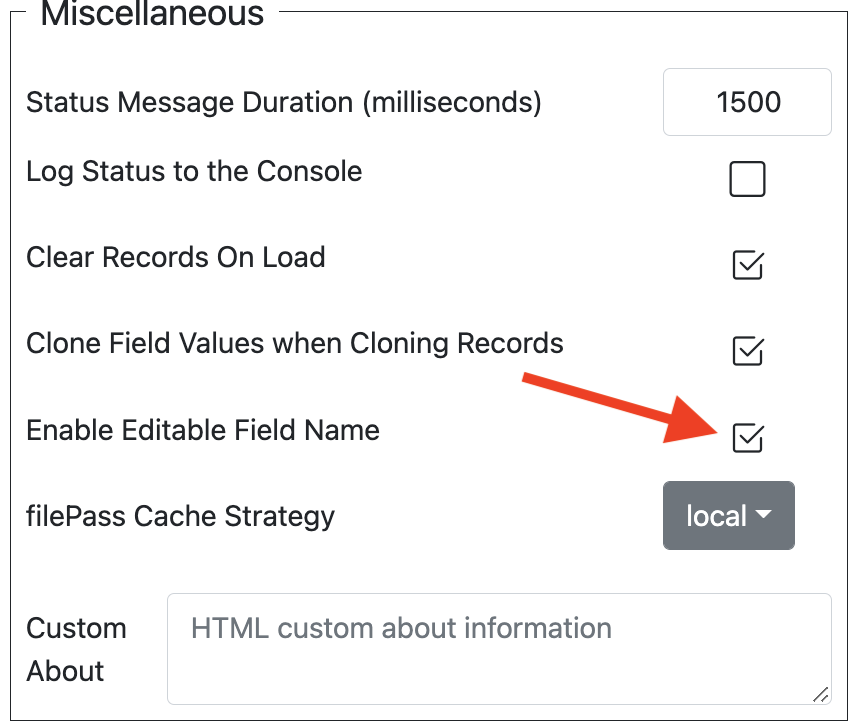 Miscellaneous
Status Message Duration (milliseconds) 1500
Log Status to the Console
Clear Records On Load
Clone Field Values when Cloning Records
Enable Editable Field Name
filePass Cache Strategy local
Custom About HTML custom about information